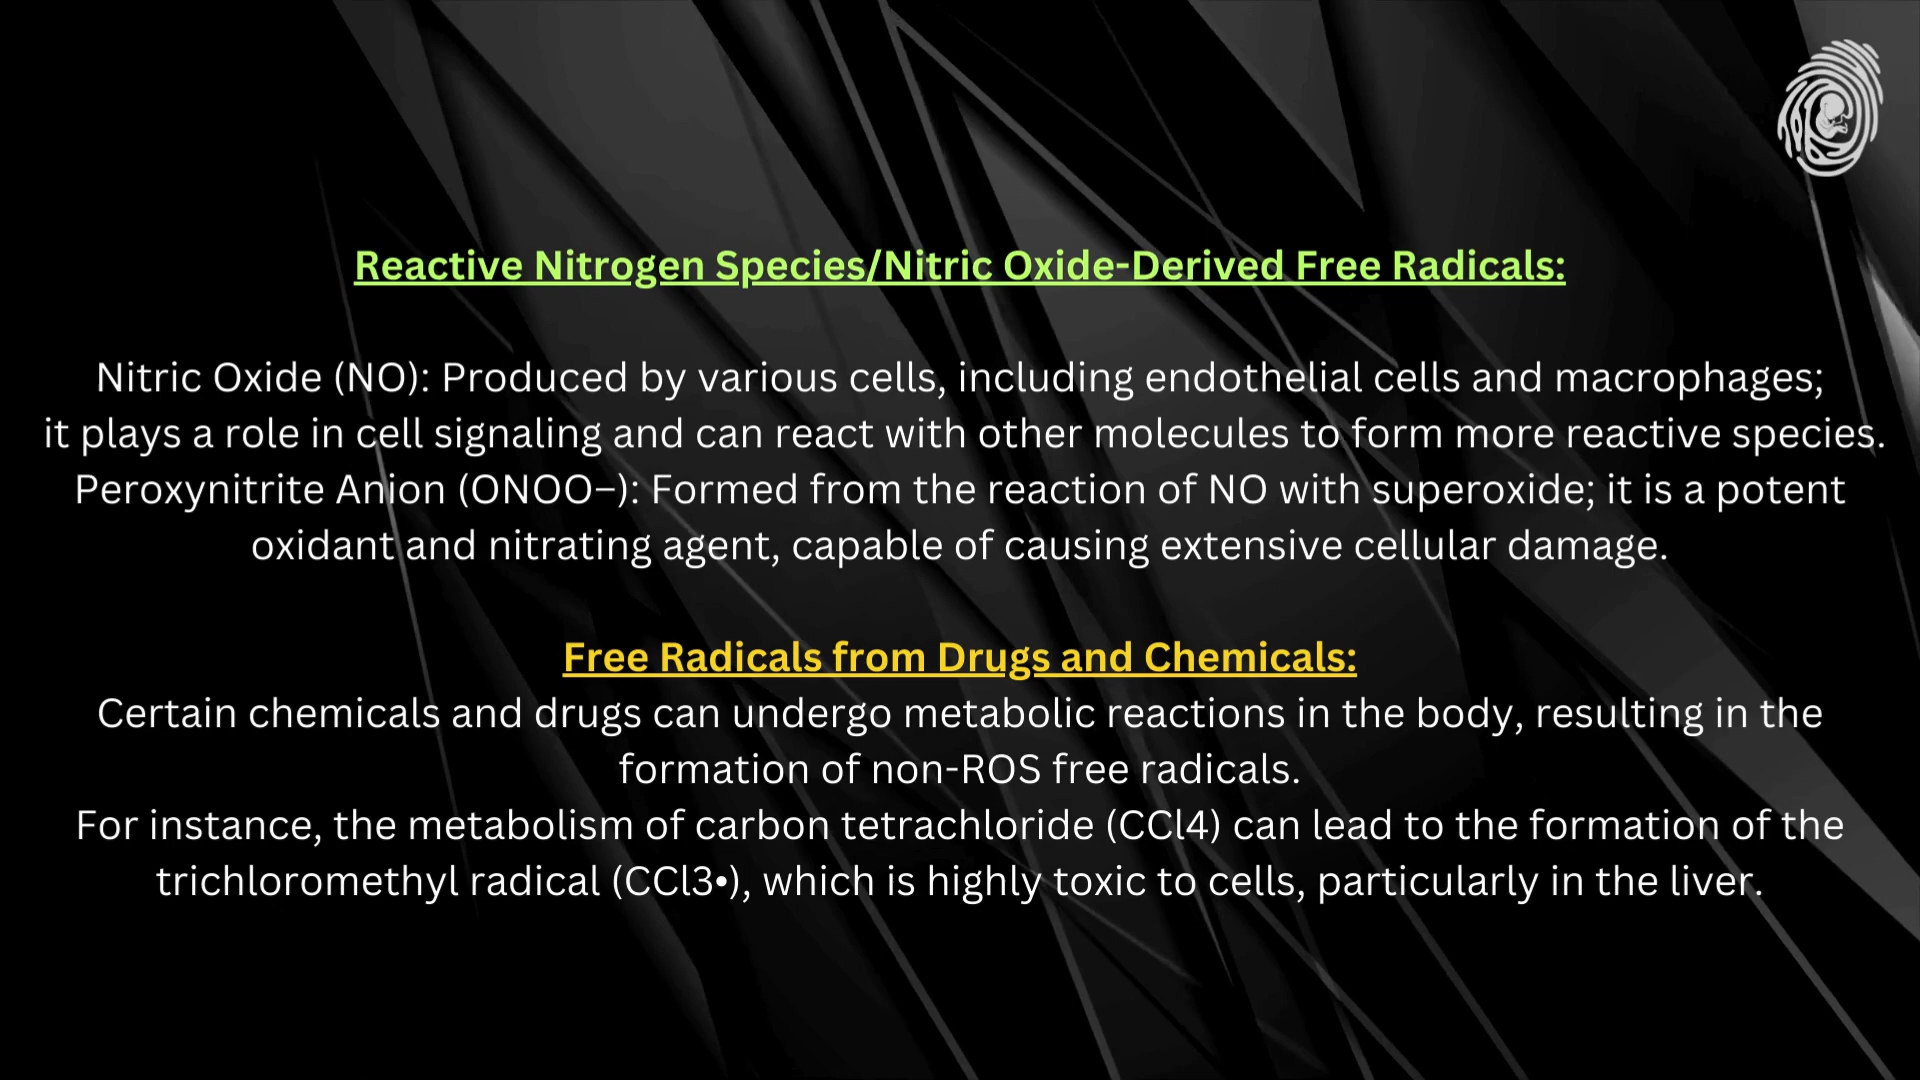 Reactive Nitrogen Species/Nitric Oxide-Derived Free Radicals:
Nitric Oxide (NO): Produced by various cells, including endothelial cells and macrophages;
it plays a role in cell signaling and can react with other molecules to form more reactive species.
Peroxynitrite Anion (ONOO−): Formed from the reaction of NO with superoxide; it is a potent
oxidant and nitrating agent, capable of causing extensive cellular damage.
Free Radicals from Drugs and Chemicals:
Certain chemicals and drugs can undergo metabolic reactions in the body, resulting in the
formation of non-ROS free radicals.
For instance, the metabolism of carbon tetrachloride (CCl4) can lead to the formation of the
trichloromethyl radical (CCl3•), which is highly toxic to cells, particularly in the liver.